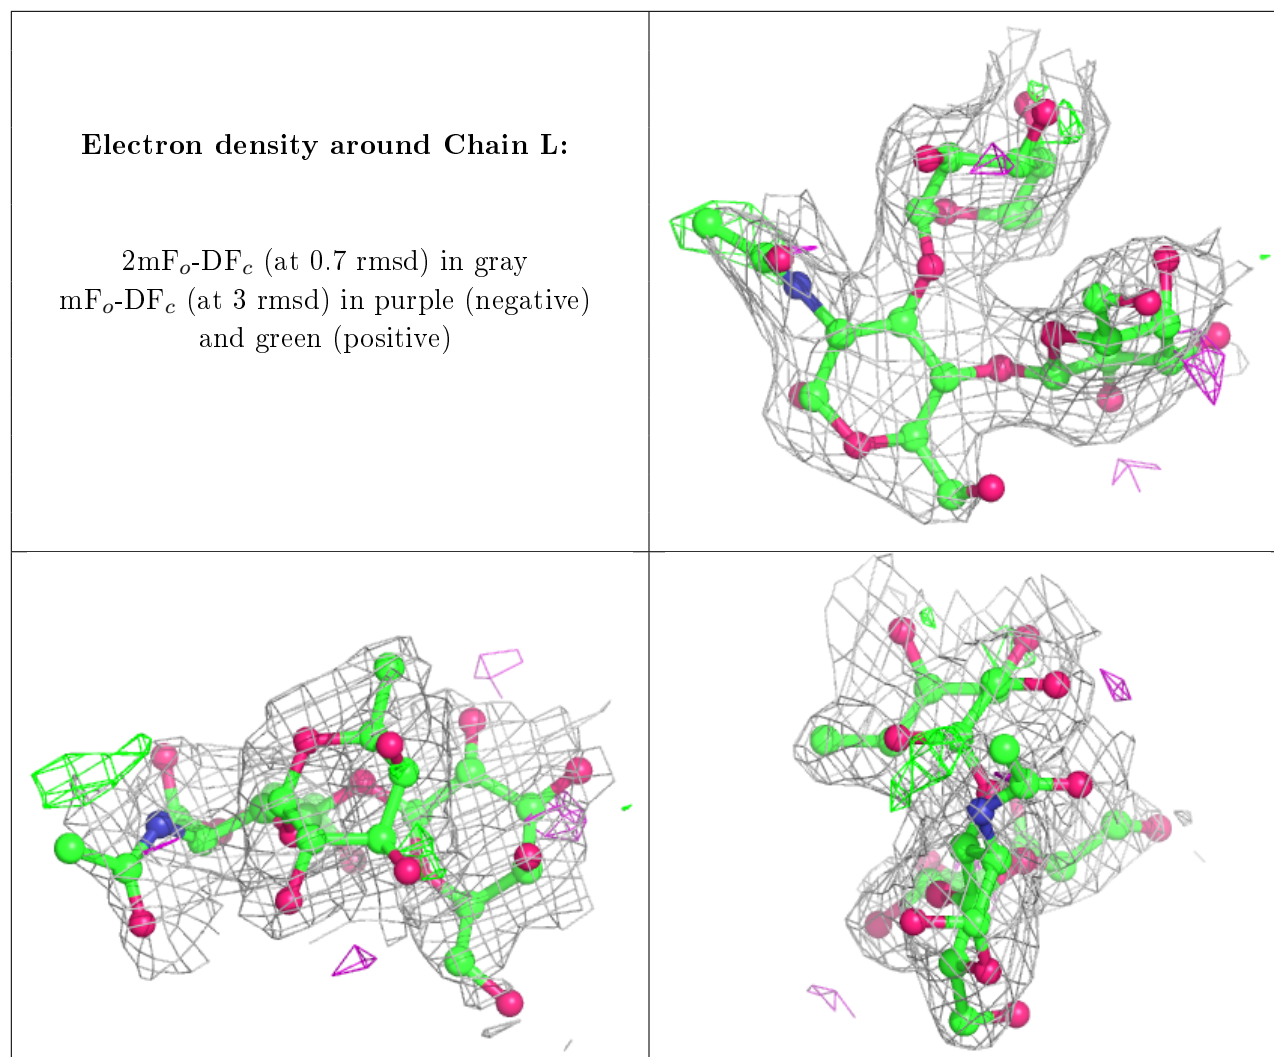 Electron density around Chain L:
2mFₒ-DF𝒸 (at 0.7 rmsd) in gray
mFₒ-DF𝒸 (at 3 rmsd) in purple (negative)
and green (positive)